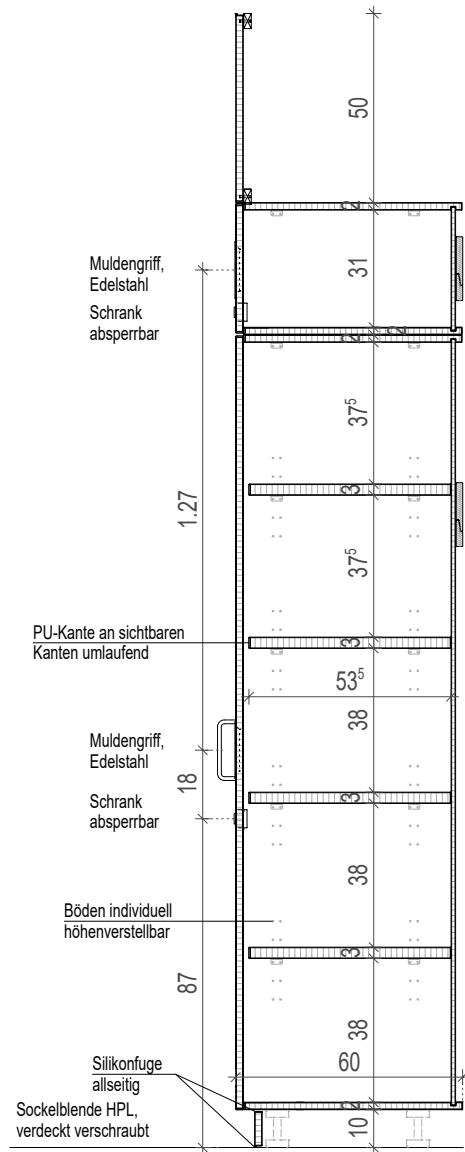 50
2
Muldengriff,
Edelstahl
31
Schrank
absperrbar
2
2
37⁵
1.27
3
37⁵
PU-Kante an sichtbaren
Kanten umlaufend
3
53⁵
38
Muldengriff,
Edelstahl
18
Schrank
absperrbar
3
38
Böden individuell
höhenverstellbar
87
3
38
Silikonfuge
allseitig
60
Sockelblende HPL,
verdeckt verschraubt
2
10